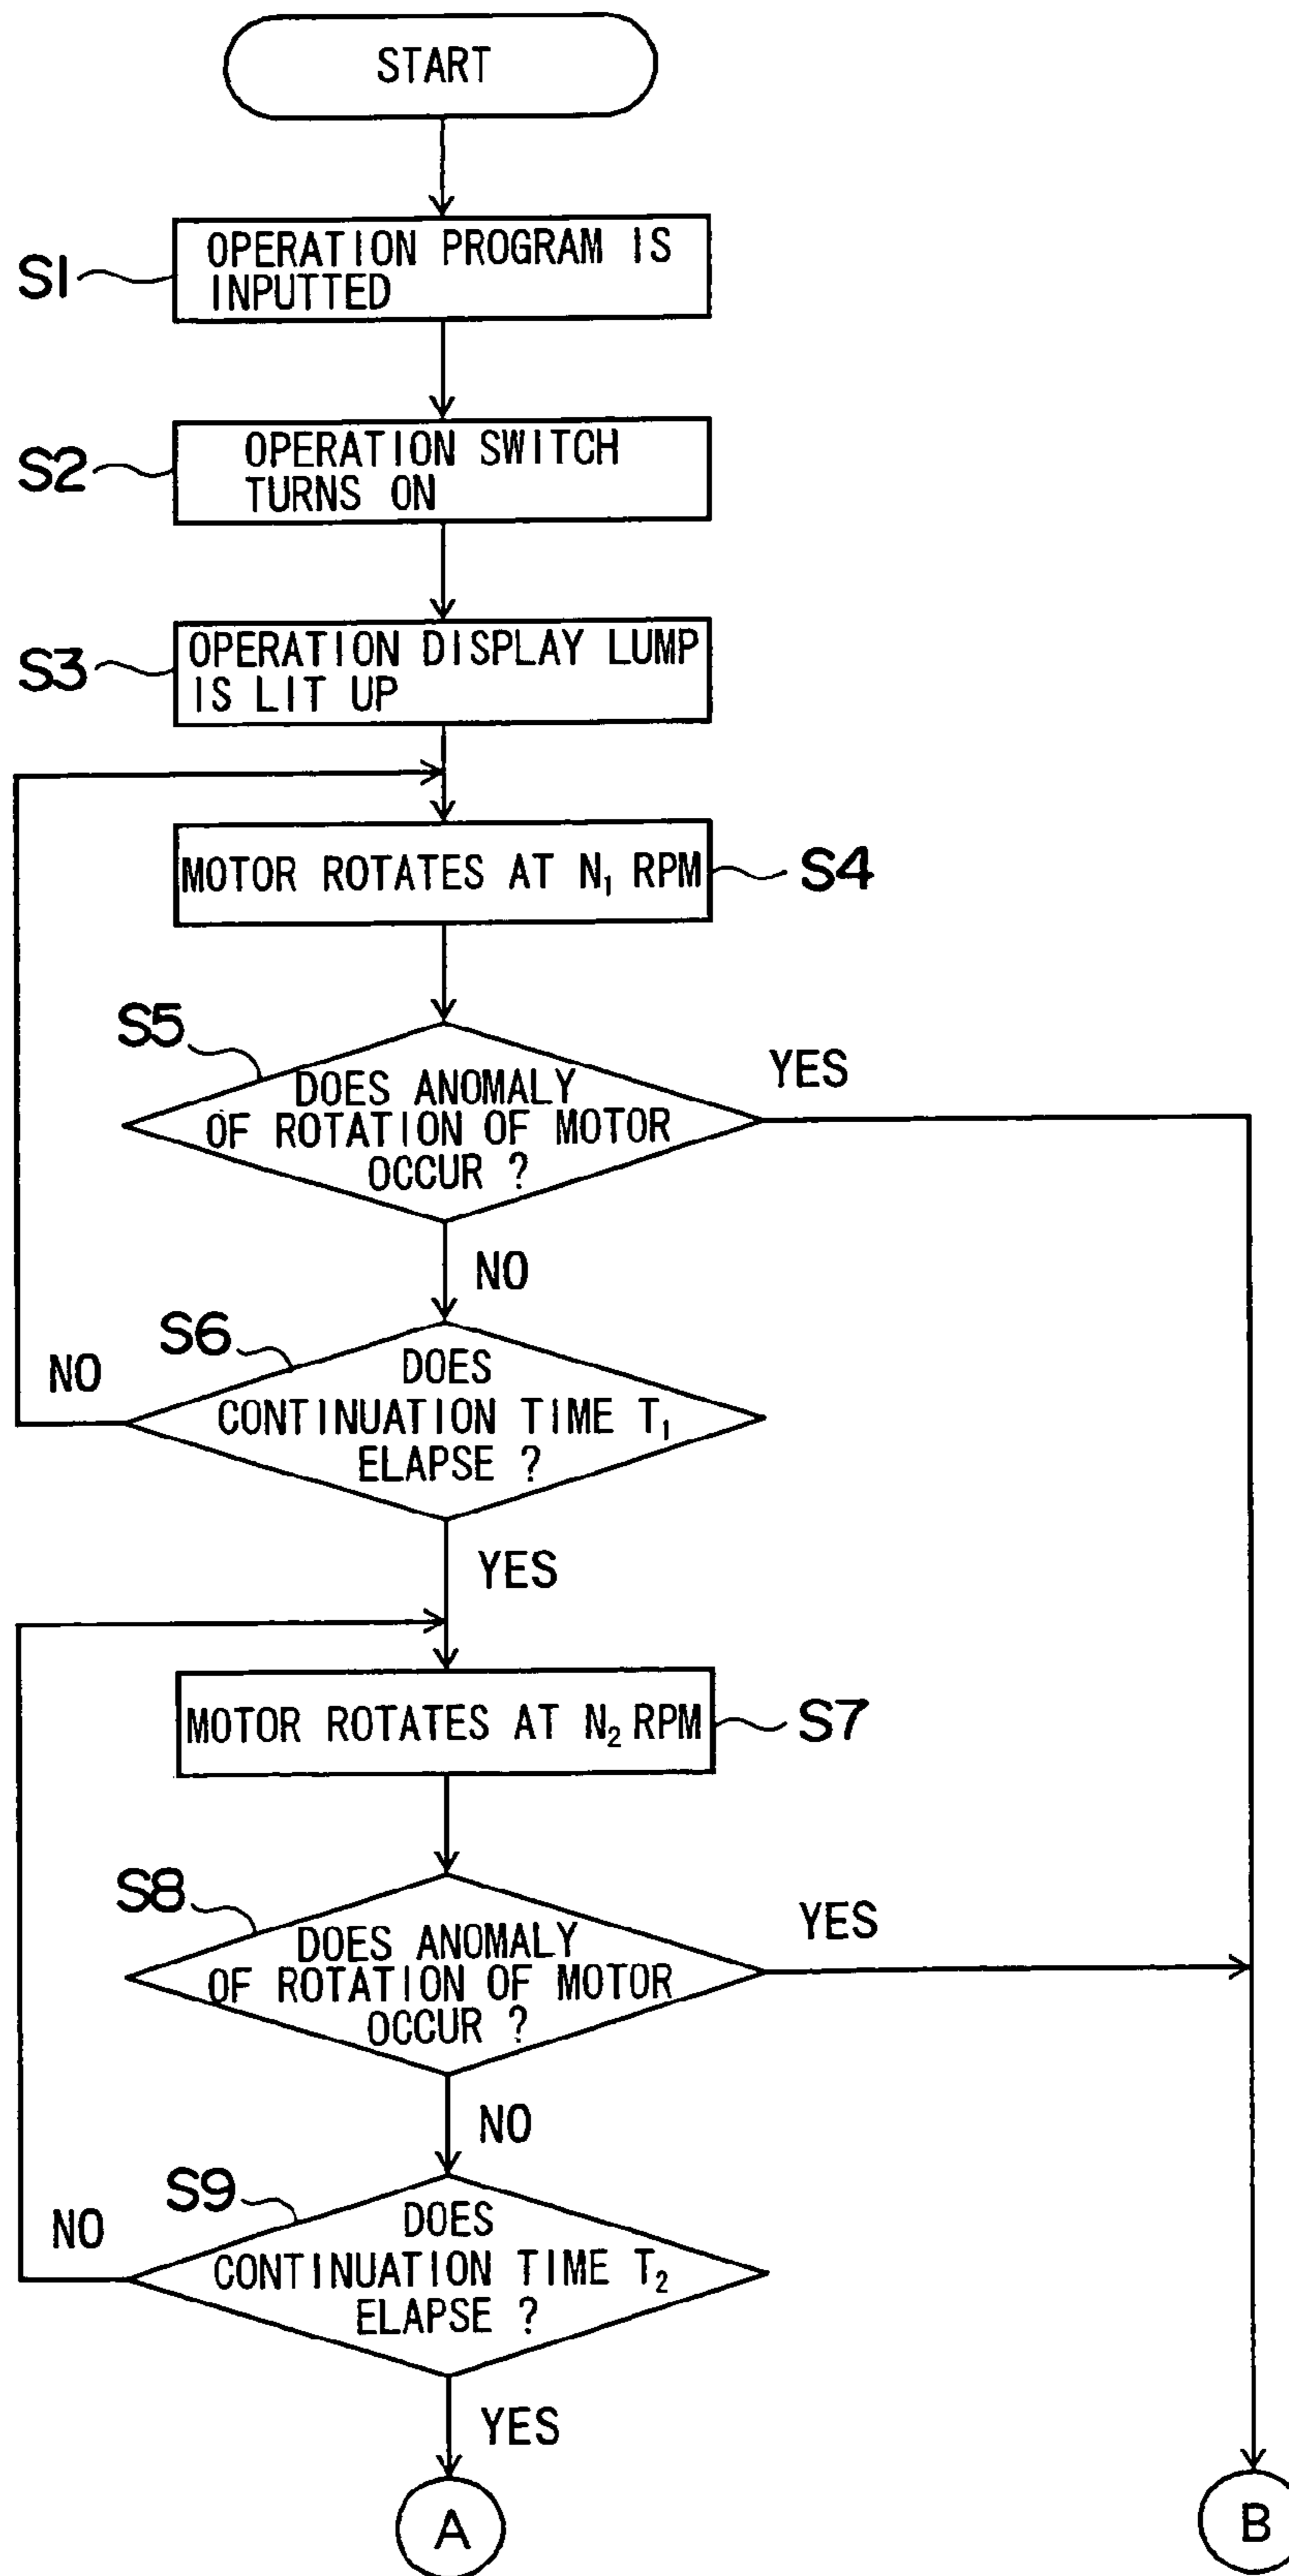 START
S1
OPERATION PROGRAM IS
INPUTTED
S2
OPERATION SWITCH
TURNS ON
S3
OPERATION DISPLAY LUMP
IS LIT UP
MOTOR ROTATES AT N₁ RPM
S4
S5
DOES ANOMALY
OF ROTATION OF MOTOR
OCCUR ?
YES
NO
S6
DOES
CONTINUATION TIME T₁
ELAPSE ?
NO
YES
MOTOR ROTATES AT N₂ RPM
S7
S8
DOES ANOMALY
OF ROTATION OF MOTOR
OCCUR ?
YES
NO
S9
DOES
CONTINUATION TIME T₂
ELAPSE ?
NO
YES
A
B